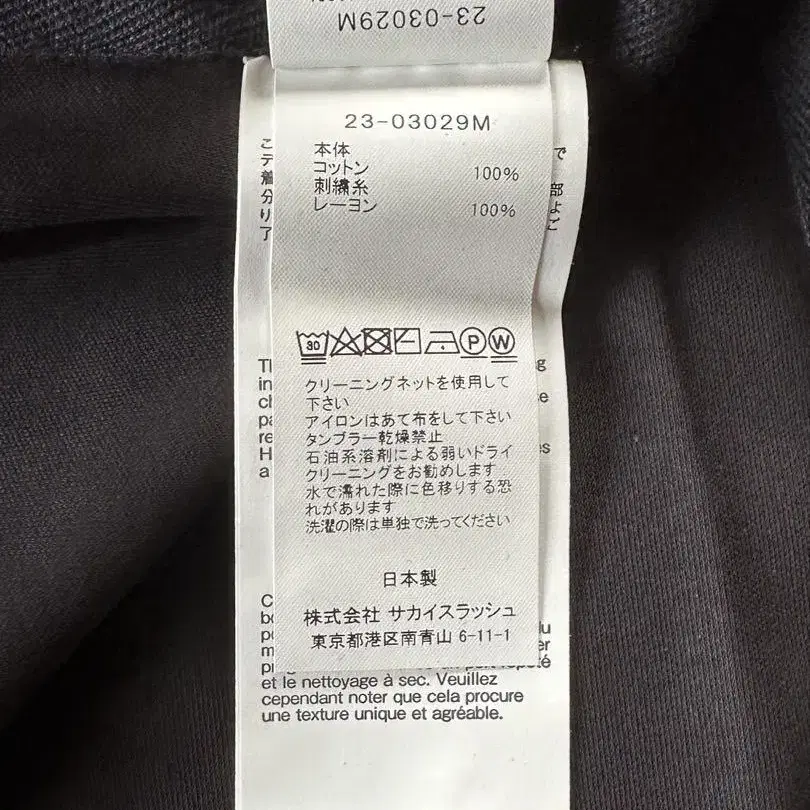 23-03029M
23-03029M
本体
コットン 100%
刺繍糸
レーヨン 100%
30
P W
クリーニングネットを使用して
下さい
アイロンはあて布をして下さい
タンブラー乾燥禁止
石油系溶剤による弱いドライ
クリーニングをお勧めします
水で濡れた際に色移りする恐
れがあります
洗濯の際は単独で洗ってください
日本製
株式会社 サカイスラッシュ
東京都港区南青山 6-11-1
et le nettoyage à sec. Veuillez
cependant noter que cela procure
une texture unique et agréable.